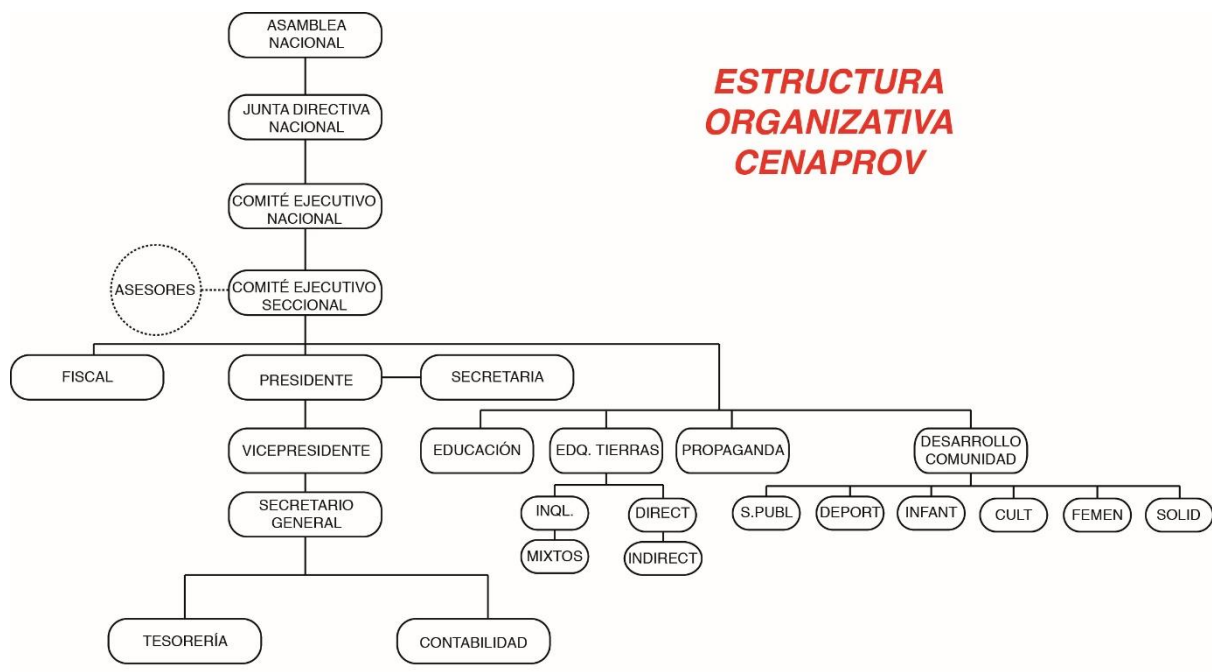 ASAMBLEA
NACIONAL
ESTRUCTURA
ORGANIZATIVA
CENAPROV
JUNTA DIRECTIVA
NACIONAL
COMITÉ EJECUTIVO
NACIONAL
ASESORES
COMITÉ EJECUTIVO
SECCIONAL
FISCAL
PRESIDENTE
SECRETARIA
VICEPRESIDENTE
EDUCACIÓN
EDQ. TIERRAS
PROPAGANDA
DESARROLLO
COMUNIDAD
SECRETARIO
GENERAL
INQL.
DIRECT
S.PUBL
DEPORT
INFANT
CULT
FEMEN
SOLID
MIXTOS
INDIRECT
TESORERÍA
CONTABILIDAD